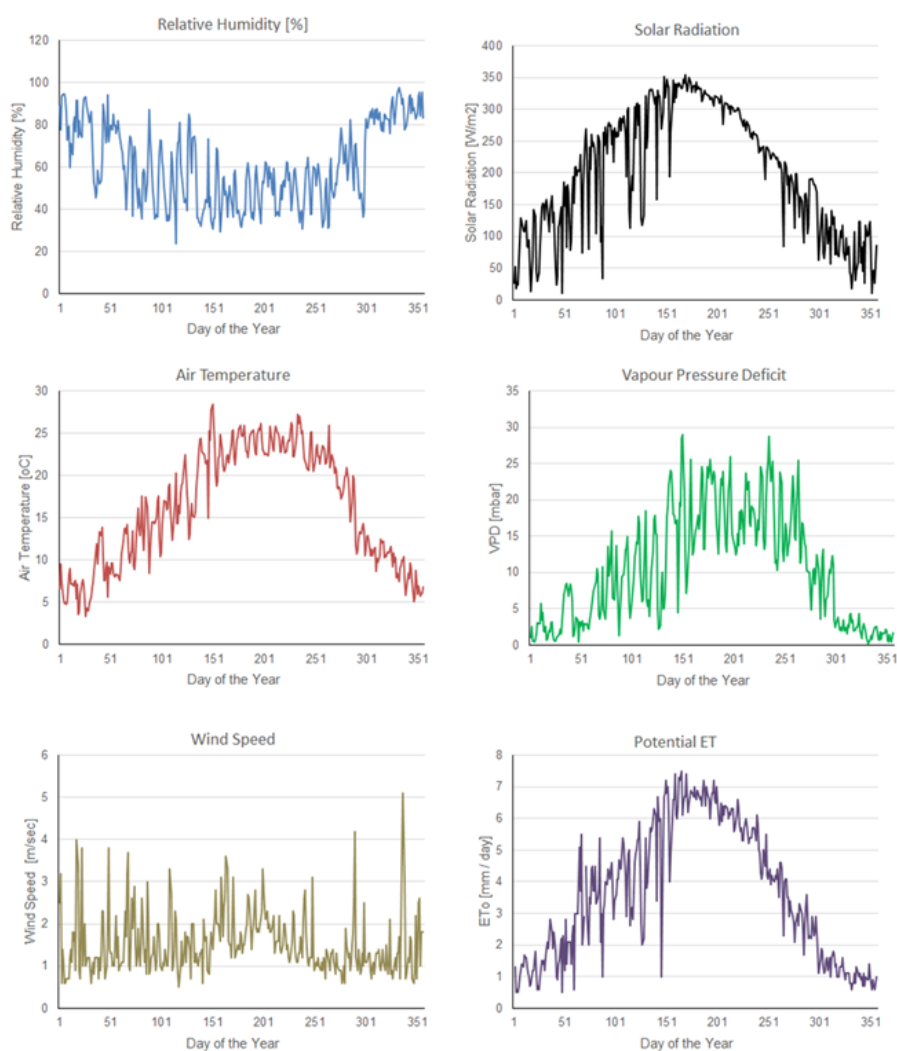 Relative Humidity [%]
Relative Humidity [%]
120
100
80
60
40
20
0
1 51 101 151 201 251 301 351
Day of the Year
Solar Radiation
Solar Radiation [W/m2]
400
350
300
250
200
150
100
50
0
1 51 101 151 201 251 301 351
Day of the Year
Air Temperature
Air Temperature [oC]
30
25
20
15
10
5
0
1 51 101 151 201 251 301 351
Day of the Year
Vapour Pressure Deficit
VPD [mbar]
35
30
25
20
15
10
5
0
1 51 101 151 201 251 301 351
Day of the Year
Wind Speed
Wind Speed [m/sec]
6
5
4
3
2
1
0
1 51 101 151 201 251 301 351
Day of the Year
Potential ET
ETo [mm / day]
8
7
6
5
4
3
2
1
0
1 51 101 151 201 251 301 351
Day of the Year